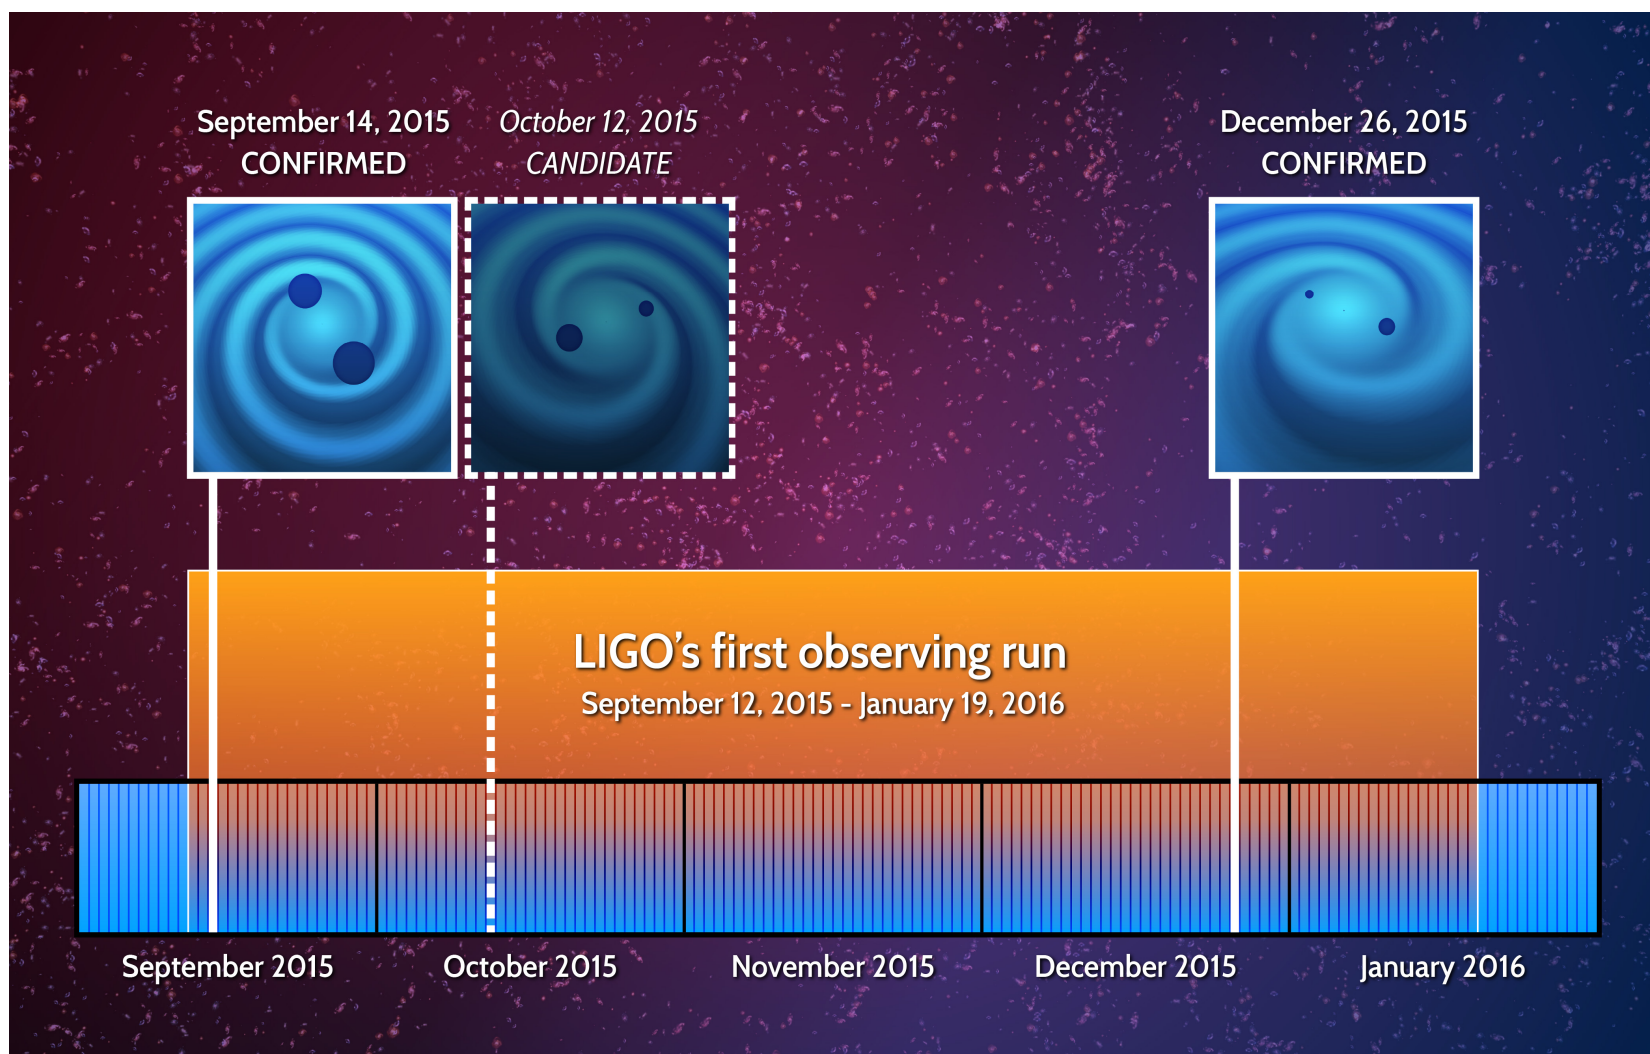 September 14, 2015
CONFIRMED
October 12, 2015
CANDIDATE
December 26, 2015
CONFIRMED
LIGO’s first observing run
September 12, 2015 - January 19, 2016
September 2015
October 2015
November 2015
December 2015
January 2016